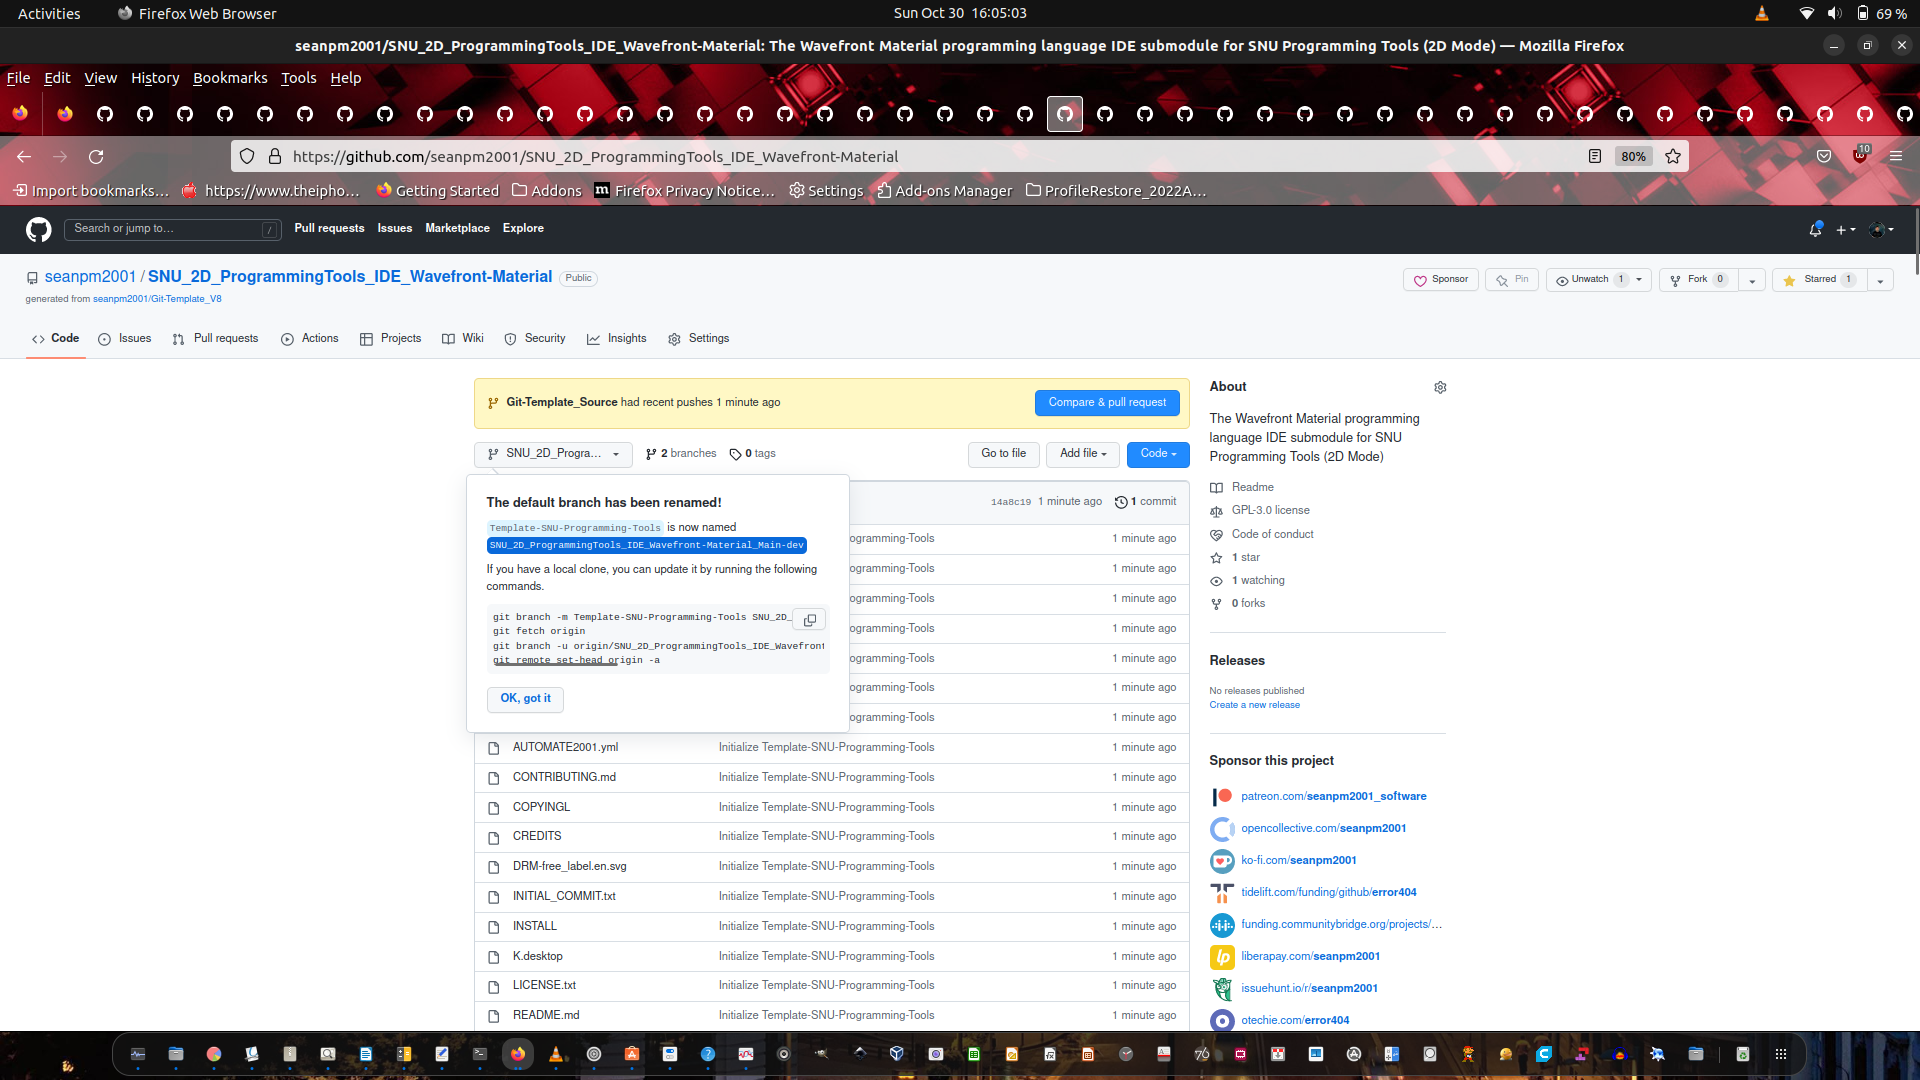 Activities
Firefox Web Browser
Sun Oct 30  16:05:03
69 %
seanpm2001/SNU_2D_ProgrammingTools_IDE_Wavefront-Material: The Wavefront Material programming language IDE submodule for SNU Programming Tools (2D Mode) — Mozilla Firefox
File Edit View History Bookmarks Tools Help
https://github.com/seanpm2001/SNU_2D_ProgrammingTools_IDE_Wavefront-Material
80%
10
Import bookmarks… https://www.theipho… Getting Started Addons Firefox Privacy Notice… Settings Add-ons Manager ProfileRestore_2022A…
Search or jump to… /
Pull requests Issues Marketplace Explore
seanpm2001 / SNU_2D_ProgrammingTools_IDE_Wavefront-Material Public
generated from seanpm2001/Git-Template_V8
Sponsor Pin Unwatch 1 Fork 0 Starred 1
Code Issues Pull requests Actions Projects Wiki Security Insights Settings
Git-Template_Source had recent pushes 1 minute ago
Compare & pull request
SNU_2D_Progra… 2 branches 0 tags
Go to file Add file Code
The default branch has been renamed!
Template-SNU-Programming-Tools is now named
SNU_2D_ProgrammingTools_IDE_Wavefront-Material_Main-dev
If you have a local clone, you can update it by running the following
commands.
git branch -m Template-SNU-Programming-Tools SNU_2D_
git fetch origin
git branch -u origin/SNU_2D_ProgrammingTools_IDE_Wavefront
git remote set-head origin -a
OK, got it
14a8c19 1 minute ago 1 commit
ogramming-Tools 1 minute ago
ogramming-Tools 1 minute ago
ogramming-Tools 1 minute ago
ogramming-Tools 1 minute ago
ogramming-Tools 1 minute ago
ogramming-Tools 1 minute ago
ogramming-Tools 1 minute ago
AUTOMATE2001.yml Initialize Template-SNU-Programming-Tools 1 minute ago
CONTRIBUTING.md Initialize Template-SNU-Programming-Tools 1 minute ago
COPYINGL Initialize Template-SNU-Programming-Tools 1 minute ago
CREDITS Initialize Template-SNU-Programming-Tools 1 minute ago
DRM-free_label.en.svg Initialize Template-SNU-Programming-Tools 1 minute ago
INITIAL_COMMIT.txt Initialize Template-SNU-Programming-Tools 1 minute ago
INSTALL Initialize Template-SNU-Programming-Tools 1 minute ago
K.desktop Initialize Template-SNU-Programming-Tools 1 minute ago
LICENSE.txt Initialize Template-SNU-Programming-Tools 1 minute ago
README.md Initialize Template-SNU-Programming-Tools 1 minute ago
About
The Wavefront Material programming
language IDE submodule for SNU
Programming Tools (2D Mode)
Readme
GPL-3.0 license
Code of conduct
1 star
1 watching
0 forks
Releases
No releases published
Create a new release
Sponsor this project
patreon.com/seanpm2001_software
opencollective.com/seanpm2001
ko-fi.com/seanpm2001
tidelift.com/funding/github/error404
funding.communitybridge.org/projects/…
liberapay.com/seanpm2001
issuehunt.io/r/seanpm2001
otechie.com/error404